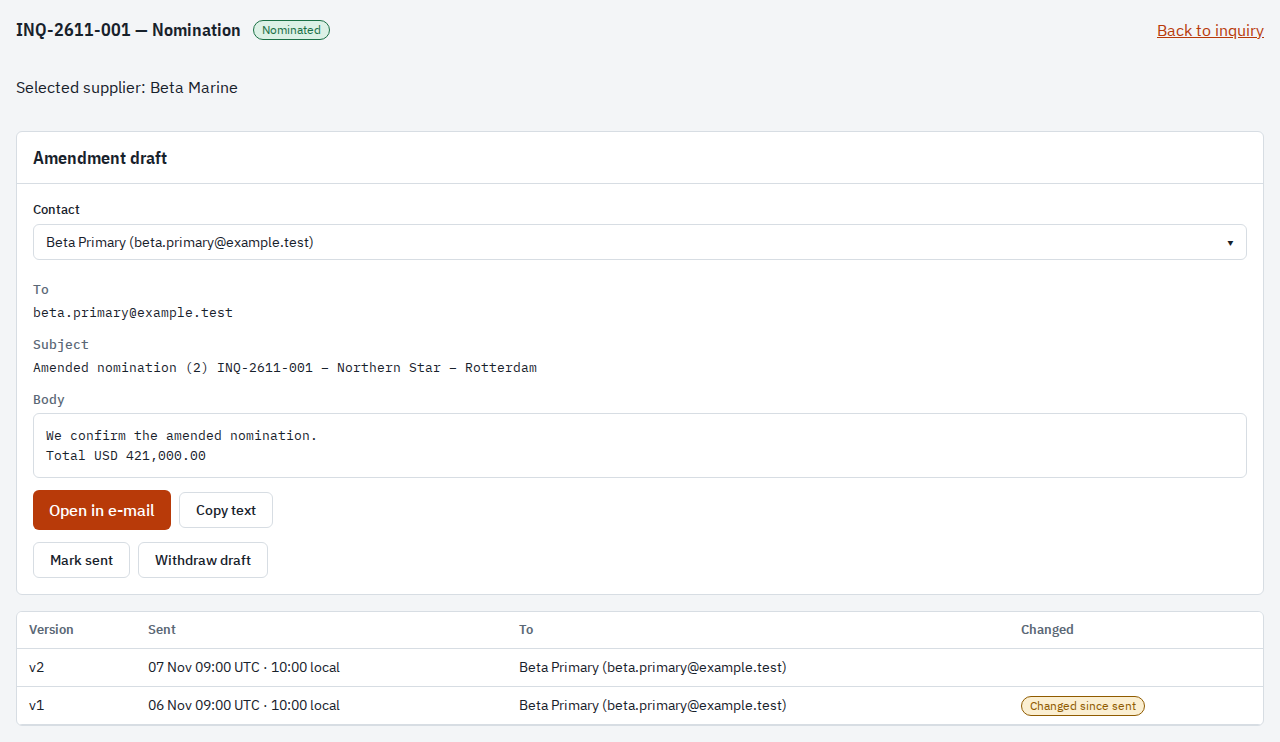 INQ-2611-001 — Nomination Nominated Back to inquiry
Selected supplier: Beta Marine
Amendment draft
Contact
Beta Primary (beta.primary@example.test)
To
beta.primary@example.test
Subject
Amended nomination (2) INQ-2611-001 – Northern Star – Rotterdam
Body
We confirm the amended nomination.
Total USD 421,000.00
Open in e-mail Copy text
Mark sent Withdraw draft
Version Sent To Changed
v2 07 Nov 09:00 UTC · 10:00 local Beta Primary (beta.primary@example.test)
v1 06 Nov 09:00 UTC · 10:00 local Beta Primary (beta.primary@example.test) Changed since sent